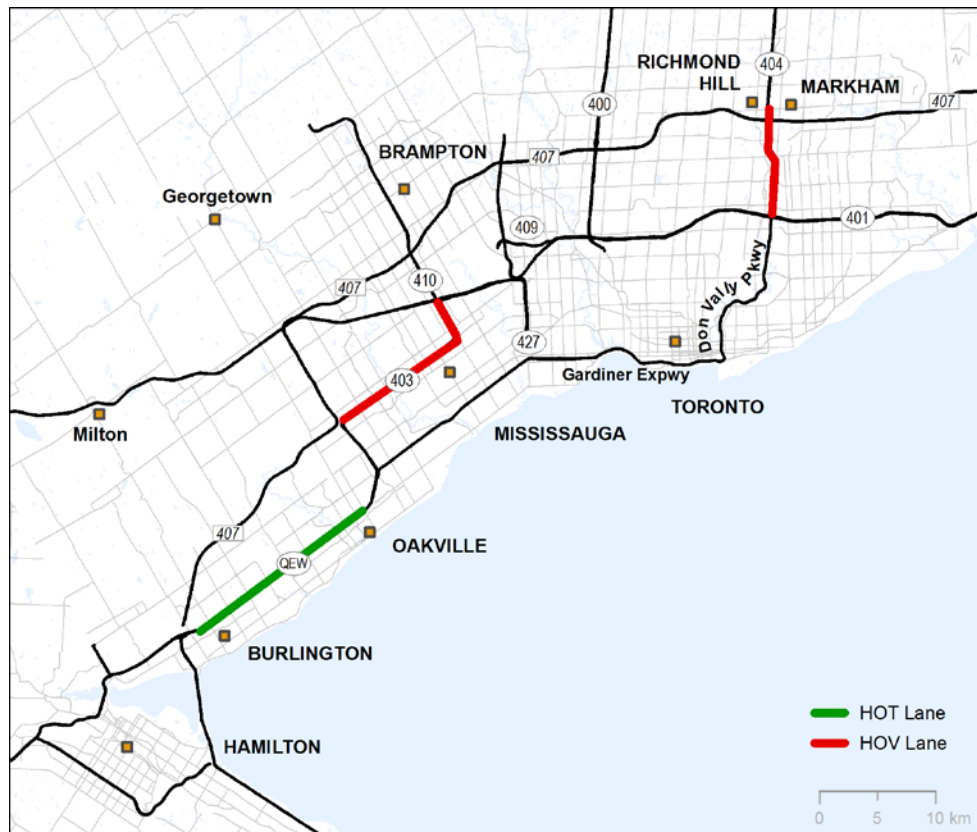 RICHMOND
HILL
404
MARKHAM
400
407
407
BRAMPTON
Georgetown
409
401
407
410
427
Don Vally Pkwy
403
Gardiner Expwy
TORONTO
Milton
MISSISSAUGA
407
OAKVILLE
QEW
BURLINGTON
HOT Lane
HOV Lane
HAMILTON
0 5 10 km
N